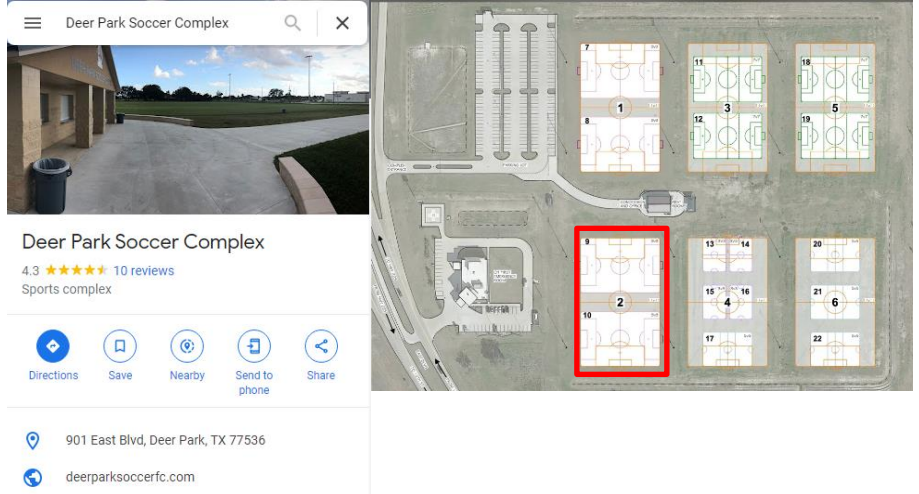 Deer Park Soccer Complex
Deer Park Soccer Complex
4.3
10 reviews
Sports complex
Directions
Save
Nearby
Send to
phone
Share
901 East Blvd, Deer Park, TX 77536
deerparksoccerfc.com
7
1
8
11
3
12
18
5
19
9
2
10
13 14
15 16
4
17
20
21
6
22